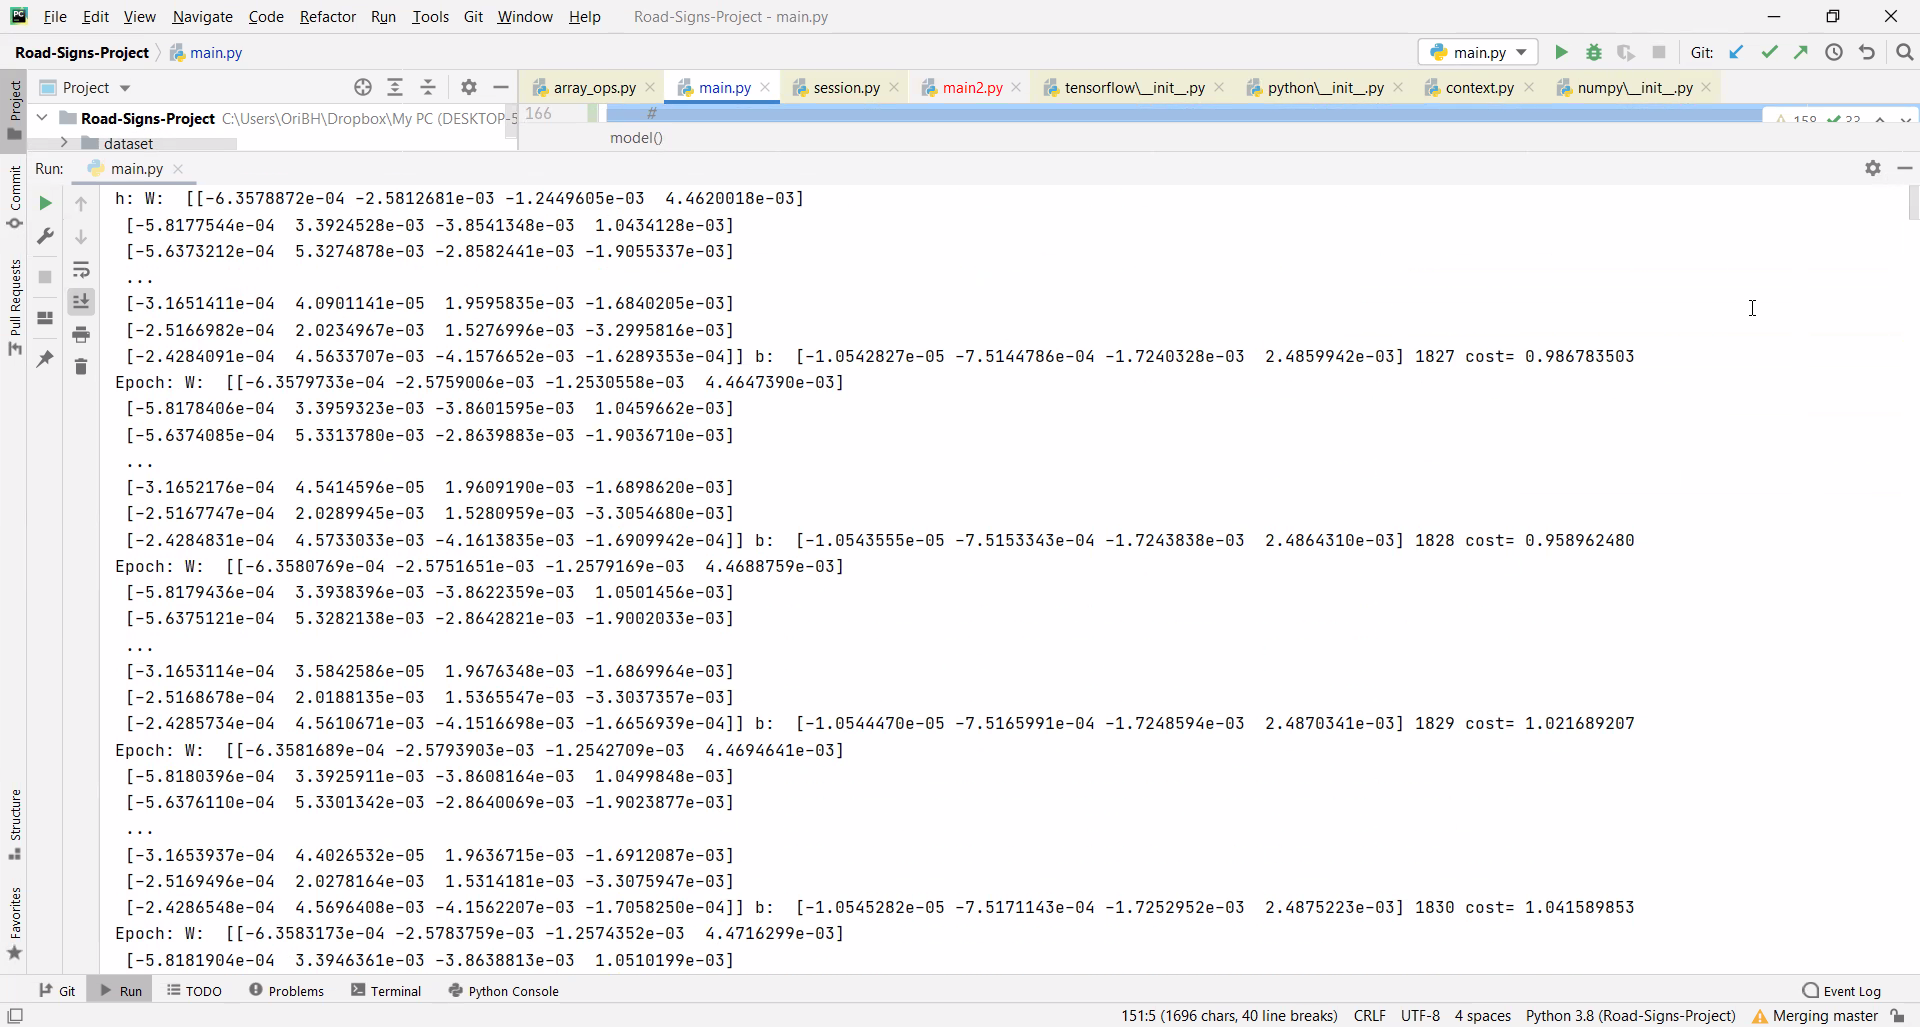 PC File Edit View Navigate Code Refactor Run Tools Git Window Help Road-Signs-Project - main.py
Road-Signs-Project main.py main.py Git:
Project array_ops.py main.py session.py main2.py tensorflow\__init__.py python\__init__.py context.py numpy\__init__.py
Road-Signs-Project C:\Users\OriBH\Dropbox\My PC (DESKTOP-5 166 # 158 33
dataset model()
Run: main.py
h: W:  [[-6.3578872e-04 -2.5812681e-03 -1.2449605e-03  4.4620018e-03]
[-5.8177544e-04  3.3924528e-03 -3.8541348e-03  1.0434128e-03]
[-5.6373212e-04  5.3274878e-03 -2.8582441e-03 -1.9055337e-03]
...
[-3.1651411e-04  4.0901141e-05  1.9595835e-03 -1.6840205e-03]
[-2.5166982e-04  2.0234967e-03  1.5276996e-03 -3.2995816e-03]
[-2.4284091e-04  4.5633707e-03 -4.1576652e-03 -1.6289353e-04]] b:  [-1.0542827e-05 -7.5144786e-04 -1.7240328e-03  2.4859942e-03] 1827 cost= 0.986783503
Epoch: W:  [[-6.3579733e-04 -2.5759006e-03 -1.2530558e-03  4.4647390e-03]
[-5.8178406e-04  3.3959323e-03 -3.8601595e-03  1.0459662e-03]
[-5.6374085e-04  5.3313780e-03 -2.8639883e-03 -1.9036710e-03]
...
[-3.1652176e-04  4.5414596e-05  1.9609190e-03 -1.6898620e-03]
[-2.5167747e-04  2.0289945e-03  1.5280959e-03 -3.3054680e-03]
[-2.4284831e-04  4.5733033e-03 -4.1613835e-03 -1.6909942e-04]] b:  [-1.0543555e-05 -7.5153343e-04 -1.7243838e-03  2.4864310e-03] 1828 cost= 0.958962480
Epoch: W:  [[-6.3580769e-04 -2.5751651e-03 -1.2579169e-03  4.4688759e-03]
[-5.8179436e-04  3.3938396e-03 -3.8622359e-03  1.0501456e-03]
[-5.6375121e-04  5.3282138e-03 -2.8642821e-03 -1.9002033e-03]
...
[-3.1653114e-04  3.5842586e-05  1.9676348e-03 -1.6869964e-03]
[-2.5168678e-04  2.0188135e-03  1.5365547e-03 -3.3037357e-03]
[-2.4285734e-04  4.5610671e-03 -4.1516698e-03 -1.6656939e-04]] b:  [-1.0544470e-05 -7.5165991e-04 -1.7248594e-03  2.4870341e-03] 1829 cost= 1.021689207
Epoch: W:  [[-6.3581689e-04 -2.5793903e-03 -1.2542709e-03  4.4694641e-03]
[-5.8180396e-04  3.3925911e-03 -3.8608164e-03  1.0499848e-03]
[-5.6376110e-04  5.3301342e-03 -2.8640069e-03 -1.9023877e-03]
...
[-3.1653937e-04  4.4026532e-05  1.9636715e-03 -1.6912087e-03]
[-2.5169496e-04  2.0278164e-03  1.5314181e-03 -3.3075947e-03]
[-2.4286548e-04  4.5696408e-03 -4.1562207e-03 -1.7058250e-04]] b:  [-1.0545282e-05 -7.5171143e-04 -1.7252952e-03  2.4875223e-03] 1830 cost= 1.041589853
Epoch: W:  [[-6.3583173e-04 -2.5783759e-03 -1.2574352e-03  4.4716299e-03]
[-5.8181904e-04  3.3946361e-03 -3.8638813e-03  1.0510199e-03]
Project
Commit
Pull Requests
Structure
Favorites
Git Run TODO Problems Terminal Python Console Event Log
151:5 (1696 chars, 40 line breaks) CRLF UTF-8 4 spaces Python 3.8 (Road-Signs-Project) Merging master